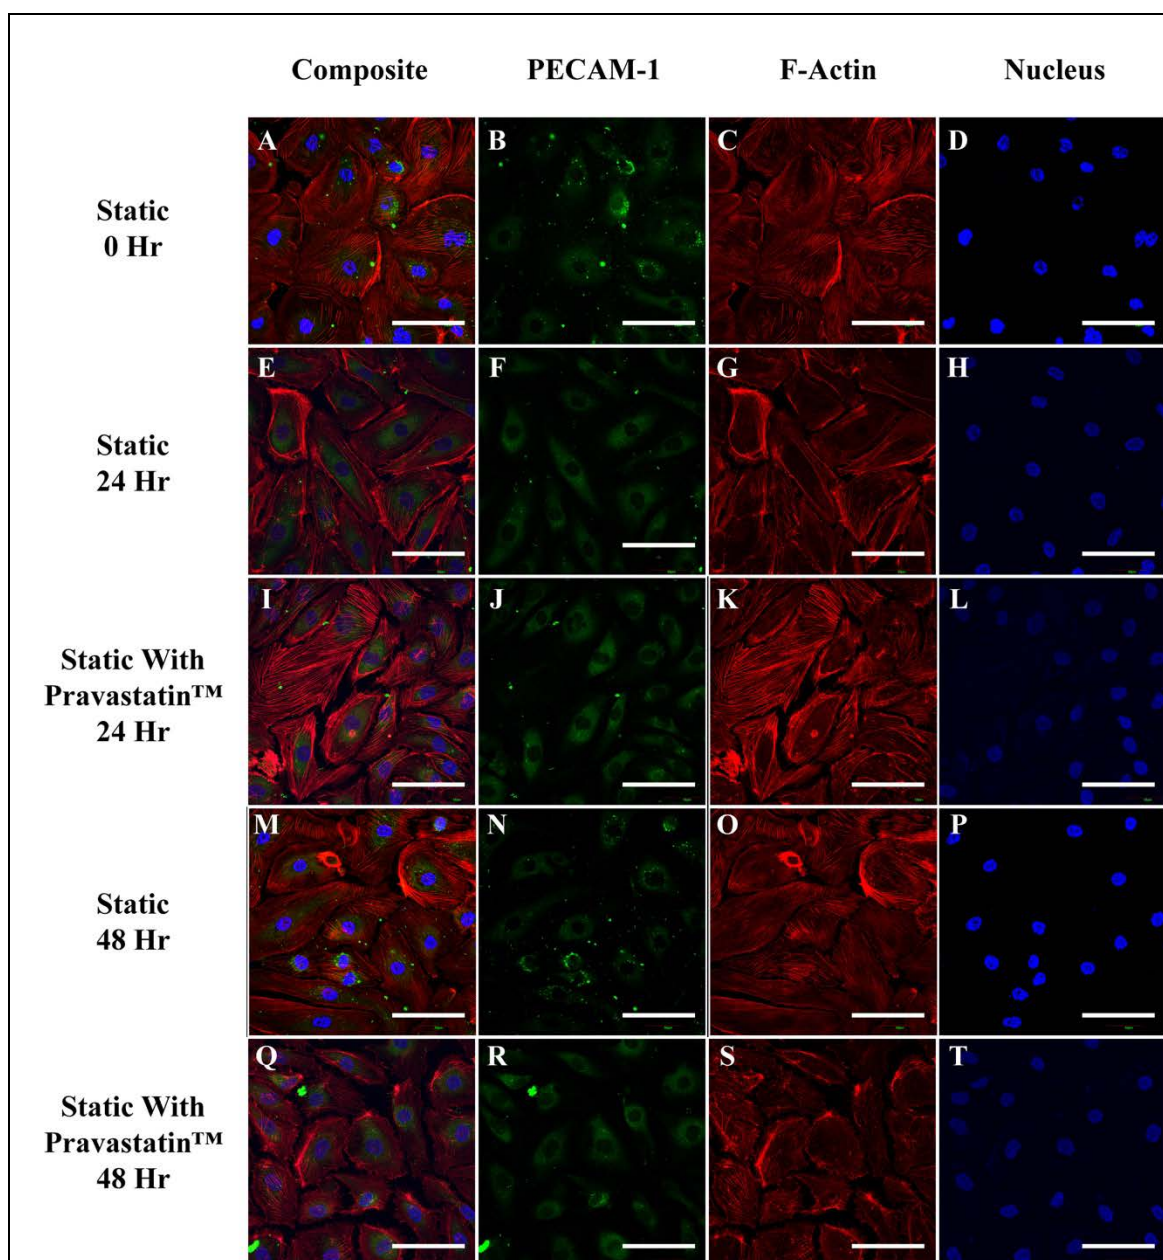 Composite PECAM-1 F-Actin Nucleus
A B C D
Static
0 Hr
E F G H
Static
24 Hr
I J K L
Static With
Pravastatin™
24 Hr
M N O P
Static
48 Hr
Q R S T
Static With
Pravastatin™
48 Hr